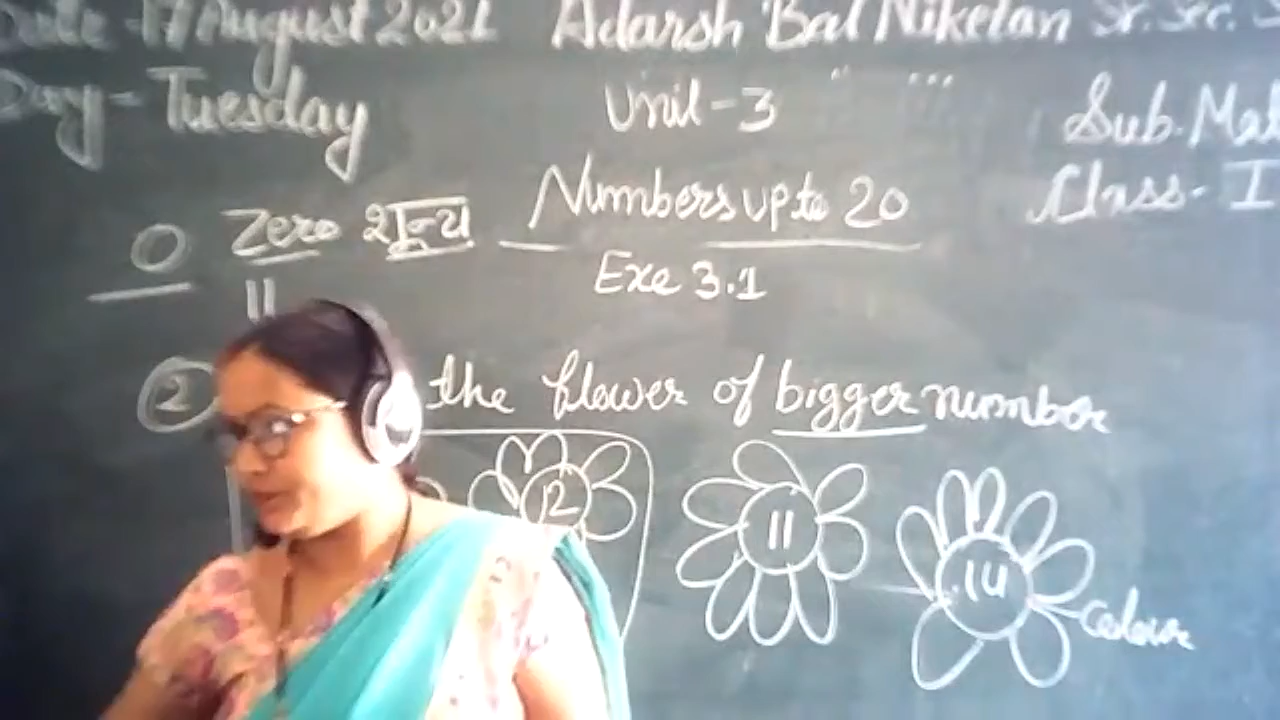 Date - 17 August 2021 Adarsh Bal Niketan Sr. Sec. S
Day - Tuesday Unit - 3 Sub. Mat
Numbers up to 20 Class - I
0 Zero शून्य
Exe 3.1
11
2 the flower of bigger number
12 11 14
colour